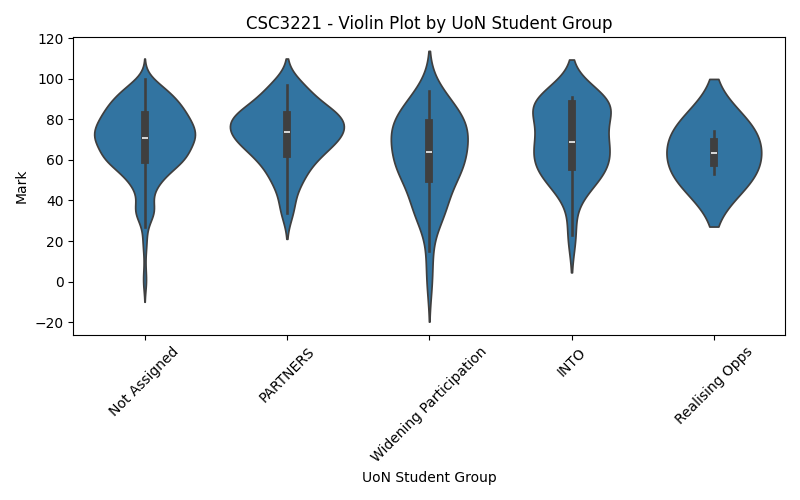 CSC3221 - Violin Plot by UoN Student Group
120
100
80
60
40
20
0
−20
Mark
Not Assigned
PARTNERS
Widening Participation
INTO
Realising Opps
UoN Student Group